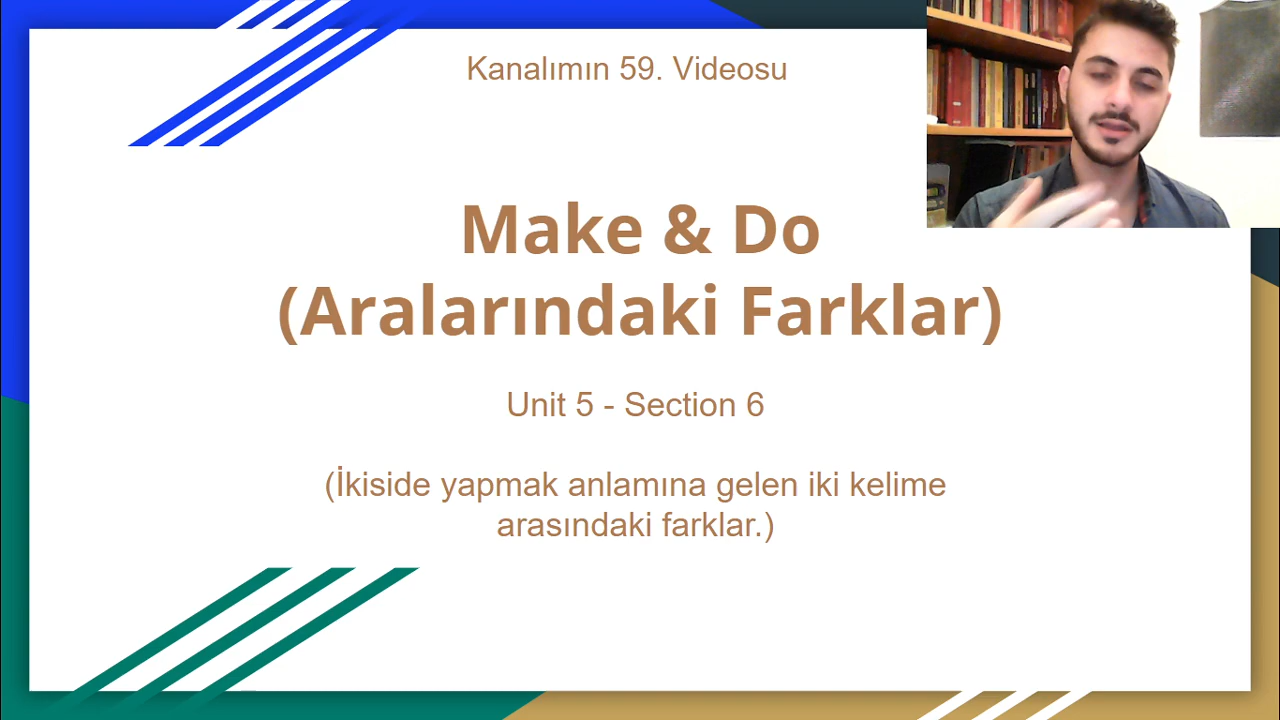 Kanalımın 59. Videosu
Make & Do
(Aralarındaki Farklar)
Unit 5 - Section 6
(İkiside yapmak anlamına gelen iki kelime
arasındaki farklar.)